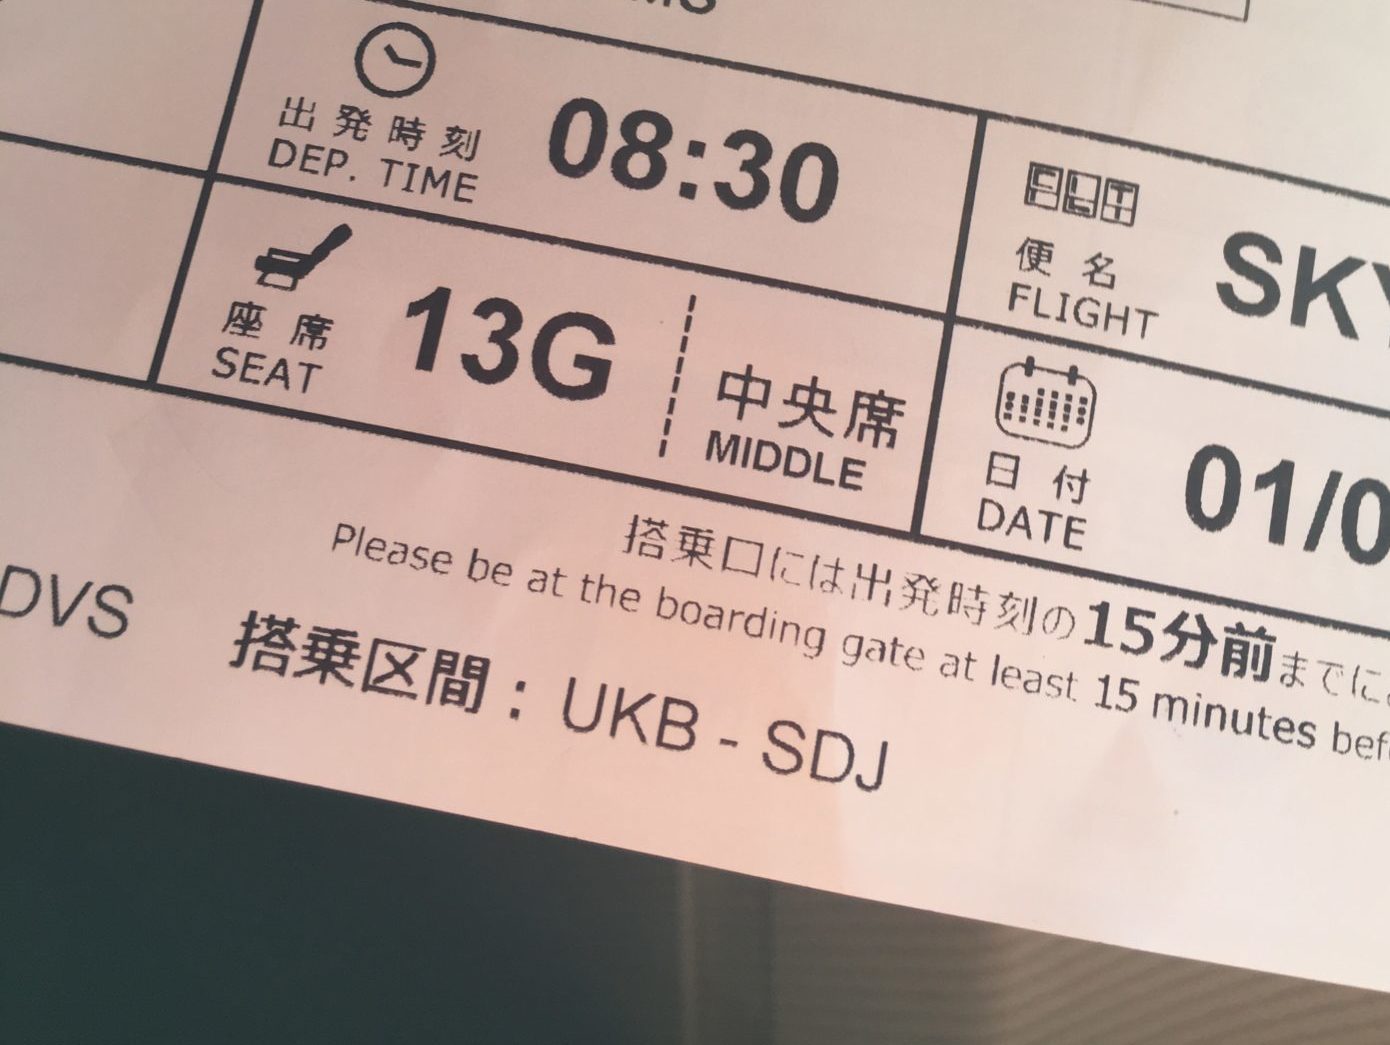 出発時刻
DEP. TIME
08:30
FLT
便名
FLIGHT
SKY
座席
SEAT
13G
中央席
MIDDLE
日付
DATE
01/0
搭乗口には出発時刻の15分前までに
Please be at the boarding gate at least 15 minutes bef
DVS
搭乗区間：UKB - SDJ